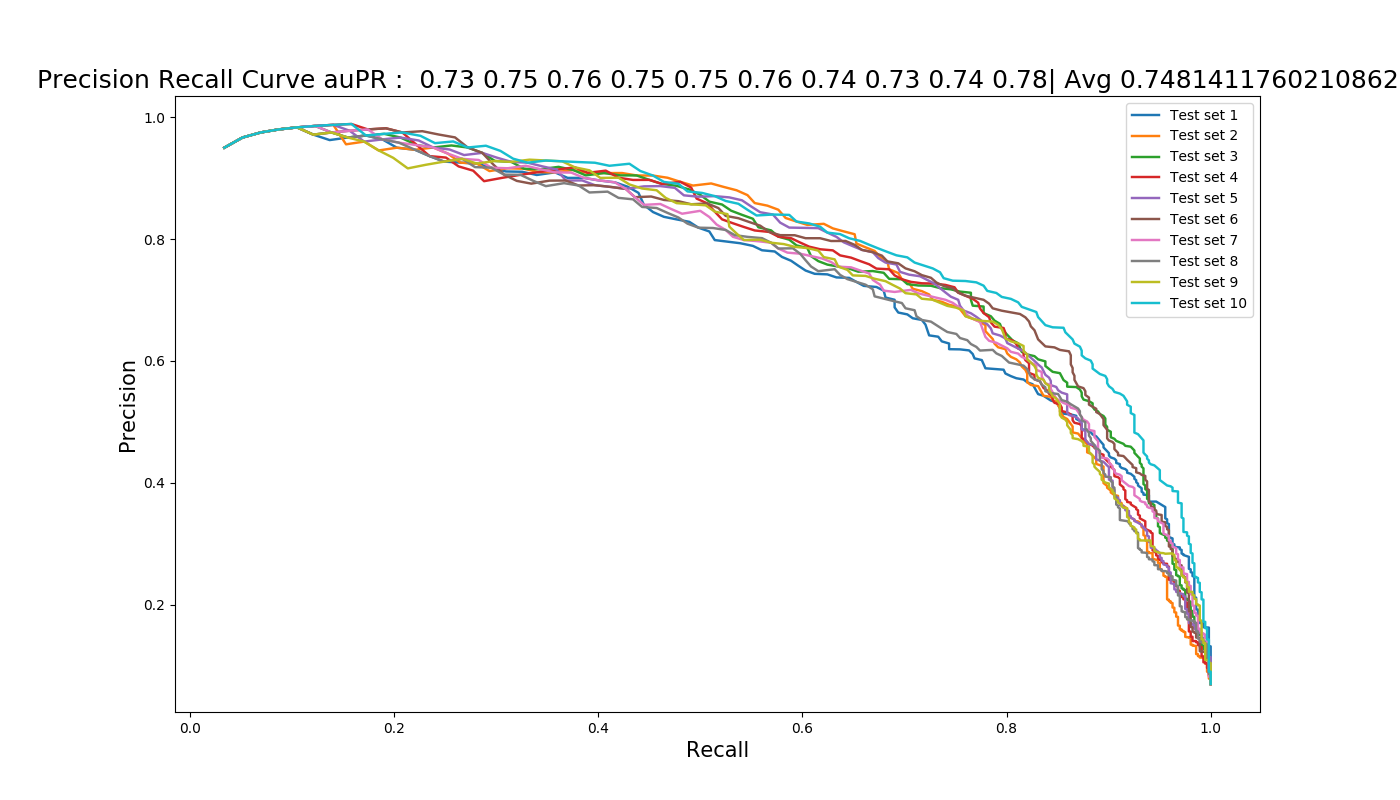 Precision Recall Curve auPR :  0.73 0.75 0.76 0.75 0.75 0.76 0.74 0.73 0.74 0.78| Avg 0.7481411760210862
1.0
0.8
0.6
0.4
0.2
Precision
Test set 1
Test set 2
Test set 3
Test set 4
Test set 5
Test set 6
Test set 7
Test set 8
Test set 9
Test set 10
0.0 0.2 0.4 0.6 0.8 1.0
Recall